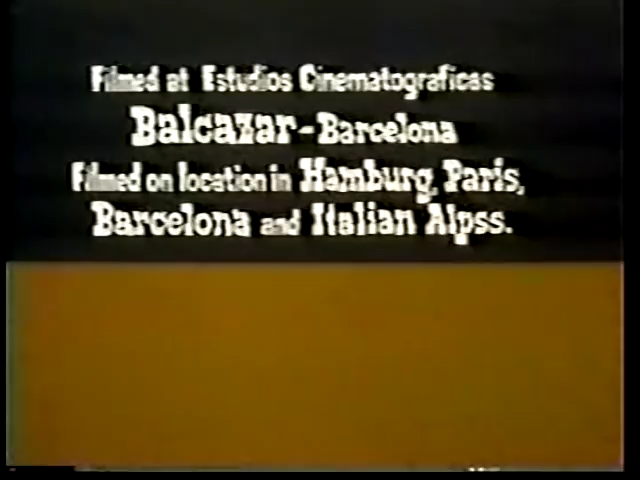 Filmed at Estudios Cinematograficas
Balcazar-Barcelona
Filmed on location in Hamburg, Paris,
Barcelona and Italian Alpss.